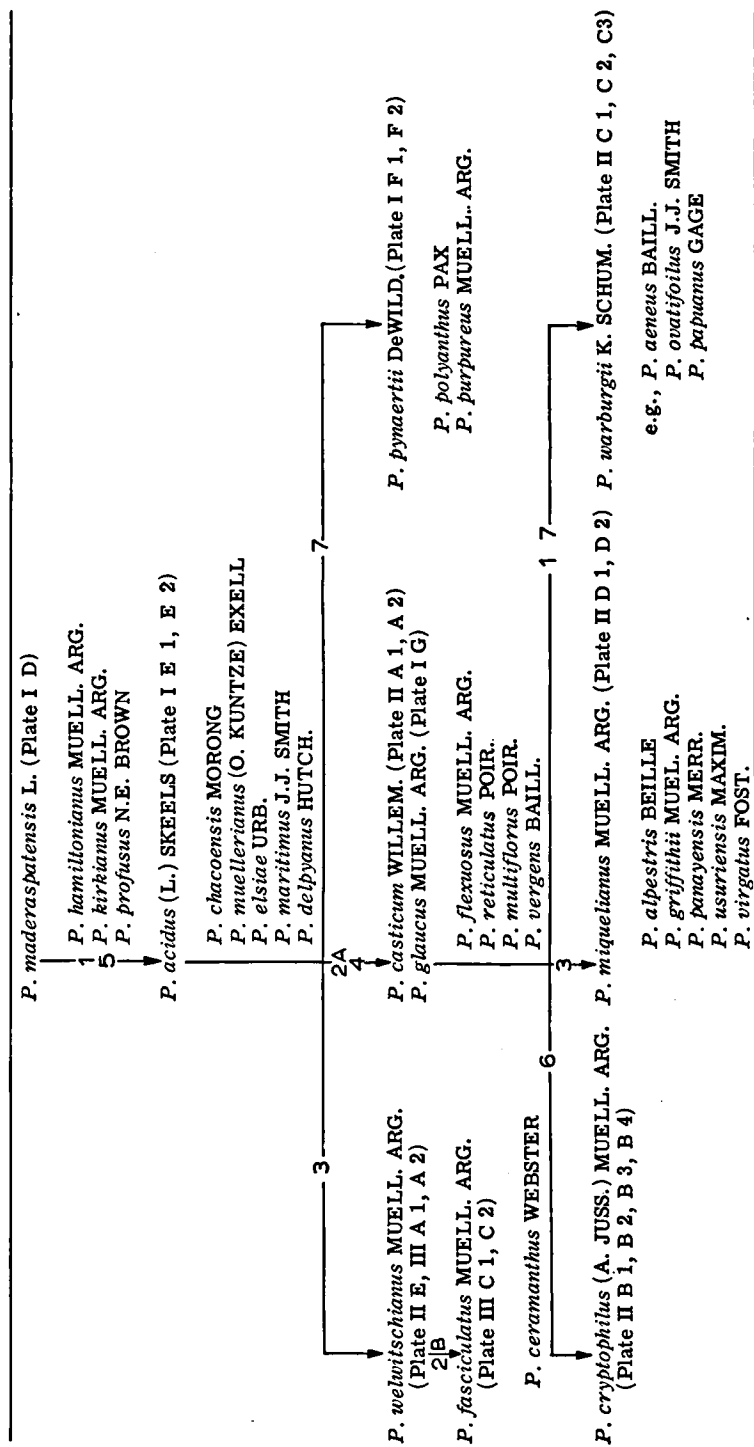 P. maderaspatensis L. (Plate I D)
P. hamiltonianus MUELL. ARG.
P. kirkianus MUELL. ARG.
P. profusus N.E. BROWN
1
5
P. acidus (L.) SKEELS (Plate I E 1, E 2)
P. chacoensis MORONG
P. muellerianus (O. KUNTZE) EXELL
P. elsiae URB.
P. maritimus J.J. SMITH
P. delpyanus HUTCH.
3
2A
4
7
P. welwitschianus MUELL. ARG.
(Plate II E, III A 1, A 2)
2 B
P. fasciculatus MUELL. ARG.
(Plate III C 1, C 2)
P. casticum WILLEM. (Plate II A 1, A 2)
P. glaucus MUELL. ARG. (Plate I G)
P. flexuosus MUELL. ARG.
P. reticulatus POIR.
P. multiflorus POIR.
P. vergens BAILL.
P. pynaertii DeWILD. (Plate I F 1, F 2)
P. polyanthus PAX
P. purpureus MUELL. ARG.
P. ceramanthus WEBSTER
6
3
1 7
P. cryptophilus (A. JUSS.) MUELL. ARG.
(Plate II B 1, B 2, B 3, B 4)
P. miquelianus MUELL. ARG. (Plate II D 1, D 2)
P. alpestris BEILLE
P. griffithii MUEL. ARG.
P. panayensis MERR.
P. usuriensis MAXIM.
P. virgatus FOST.
P. warburgii K. SCHUM. (Plate II C 1, C 2, C3)
e.g., P. aeneus BAILL.
P. ovatifoilus J.J. SMITH
P. papuanus GAGE